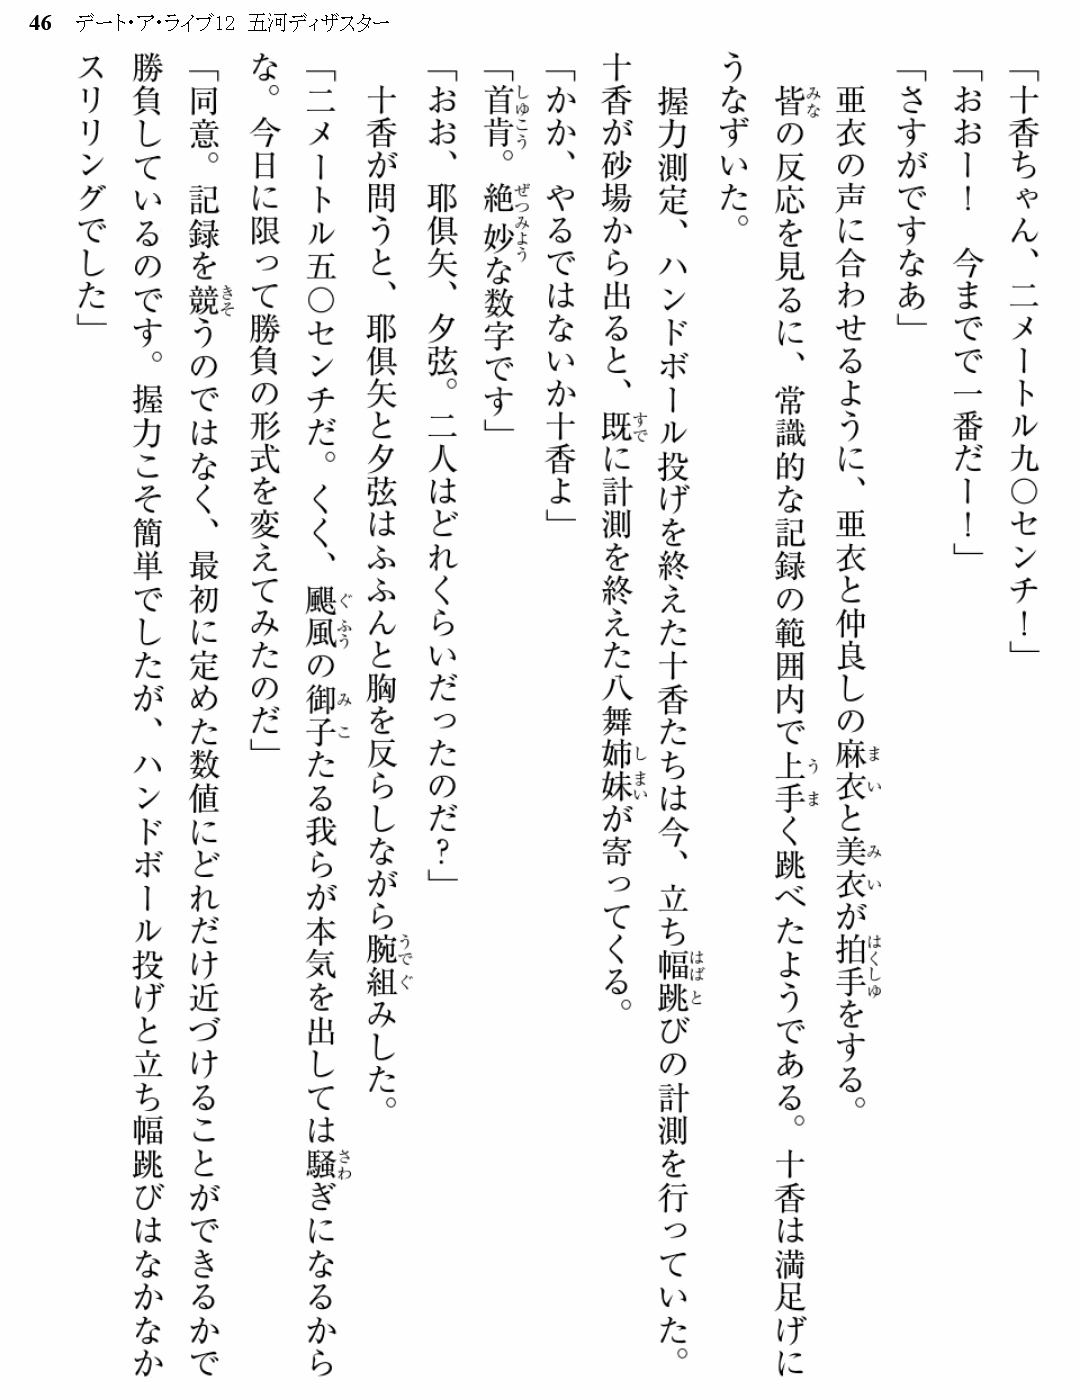 46 デート・ア・ライブ12 五河ディザスター
「十香ちゃん、二メートル九〇センチ！」
「おおー！　今までで一番だー！」
「さすがですなあ」
　亜衣の声に合わせるように、亜衣と仲良しの麻衣と美衣が拍手をする。
　皆の反応を見るに、常識的な記録の範囲内で上手く跳べたようである。十香は満足げに
うなずいた。
　握力測定、ハンドボール投げを終えた十香たちは今、立ち幅跳びの計測を行っていた。
十香が砂場から出ると、既に計測を終えた八舞姉妹が寄ってくる。
「かか、やるではないか十香よ」
「首肯。絶妙な数字です」
「おお、耶倶矢、夕弦。二人はどれくらいだったのだ？」
　十香が問うと、耶倶矢と夕弦はふふんと胸を反らしながら腕組みした。
「二メートル五〇センチだ。くく、颶風の御子たる我らが本気を出しては騒ぎになるから
な。今日に限って勝負の形式を変えてみたのだ」
「同意。記録を競うのではなく、最初に定めた数値にどれだけ近づけることができるかで
勝負しているのです。握力こそ簡単でしたが、ハンドボール投げと立ち幅跳びはなかなか
スリリングでした」